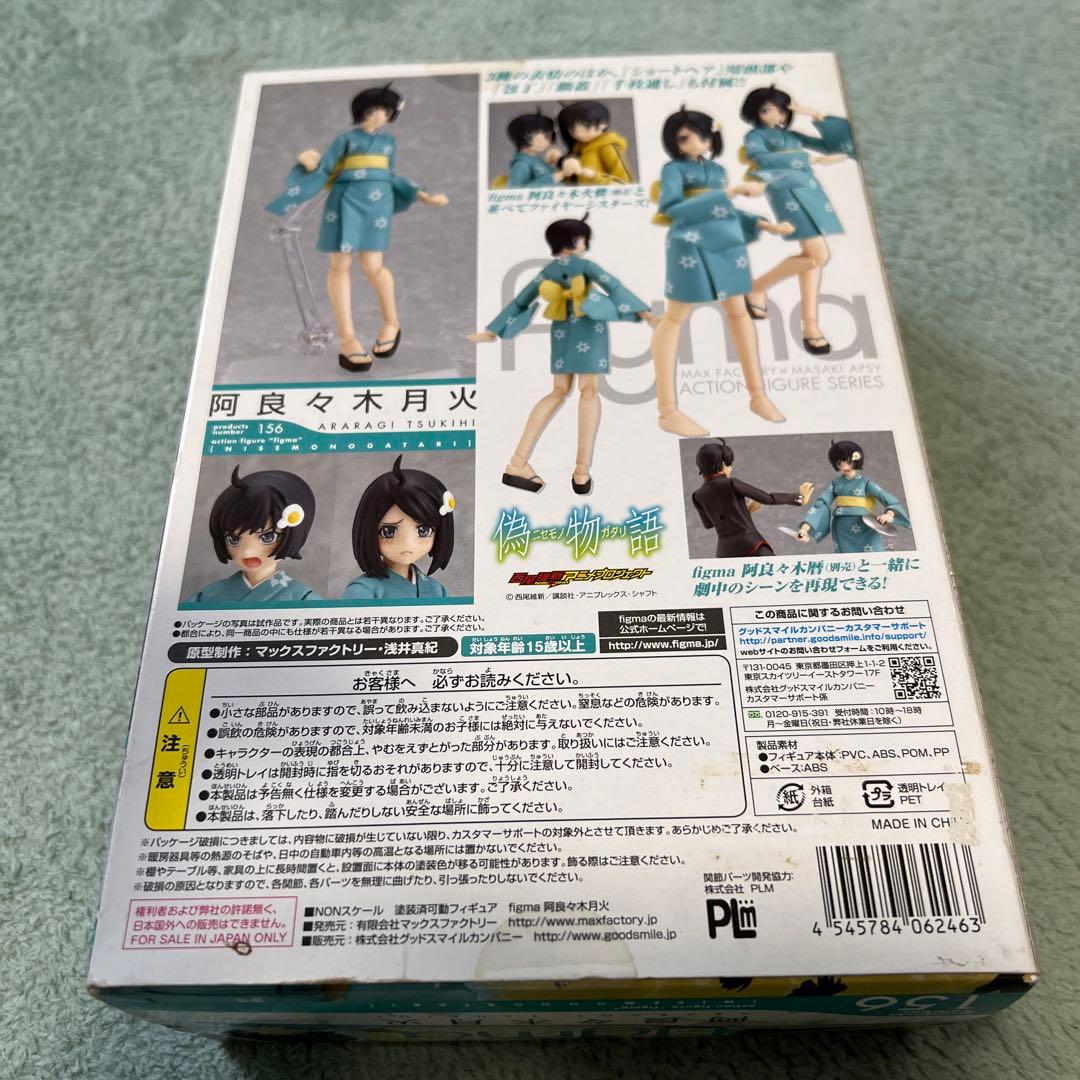 3種の表情のほか、「ショートヘア」頭部や
「包丁」「鞘蓋」「千枚通し」も付属!!
figma 阿良々木火憐(別売)と
並べてファイヤーシスターズ!
figma
MAX FACTORY × MASAKI APSY
ACTION FIGURE SERIES
阿良々木月火
ARARAGI TSUKIHI
products number 156
action figure "figma"
[NISEMONOGATARI]
偽物語
ニセモノ ガタリ
西尾維新アニメプロジェクト
©西尾維新/講談社・アニプレックス・シャフト
figma 阿良々木暦(別売)と一緒に
劇中のシーンを再現できる!
●パッケージの写真は試作品です。実際の商品とは若干異なります。ご了承ください。
●都合により、同一商品の中にも仕様が若干異なる場合があります。ご了承ください。
原型制作:マックスファクトリー・浅井真紀
対象年齢15歳以上
figmaの最新情報は
公式ホームページで!
http://www.figma.jp/
この商品に関するお問い合わせ
グッドスマイルカンパニーカスタマーサポート
http://partner.goodsmile.info/support/
webサイトのお問い合わせフォームをご利用ください。
〒131-0045 東京都墨田区押上1-1-2
東京スカイツリーイーストタワー17F
株式会社グッドスマイルカンパニー
カスタマーサポート係
0120-915-391 受付時間:10時〜18時
月〜金曜日(祝日・弊社休業日を除く)
注意
お客様へ 必ずお読みください。
●小さな部品がありますので、誤って飲み込まないようにご注意ください。窒息などの危険があります。
●誤飲の危険がありますので、対象年齢未満のお子様には絶対に与えないでください。
●キャラクターの表現の都合上、やむをえずとがった部分があります。取り扱いにはご注意ください。
●透明トレイは開封時に指を切るおそれがありますので、十分に注意して開封してください。
●本製品は予告無く仕様を変更する場合がございます。ご了承ください。
●本製品は、落下したり、踏んだりしない安全な場所に飾ってください。
※パッケージ破損につきましては、内容物に破損が生じていない限り、カスタマーサポートの対象外とさせて頂きます。あらかじめご了承ください。
※暖房器具等の熱源のそばや、日中の自動車内等の高温となる場所には置かないでください。
※棚やテーブル等、家具の上に長時間置くと、設置面に本体の塗装色が移る可能性があります。飾る際はご注意ください。
※破損の原因となりますので、各関節、各パーツを無理に曲げたり、引っ張ったりしないでください。
製品素材
●フィギュア本体:PVC、ABS、POM、PP
●ベース:ABS
紙
外箱
台紙
プラ
透明トレイ
PET
MADE IN
関節パーツ開発協力:
株式会社 PLM
PLM
権利者および弊社の許諾無く、
日本国外への販売はできません。
FOR SALE IN JAPAN ONLY
■NONスケール 塗装済可動フィギュア figma 阿良々木月火
■発売元:有限会社マックスファクトリー http://www.maxfactory.jp
■販売元:株式会社グッドスマイルカンパニー http://www.goodsmile.jp
4 545784 062463
156
阿良々木月火